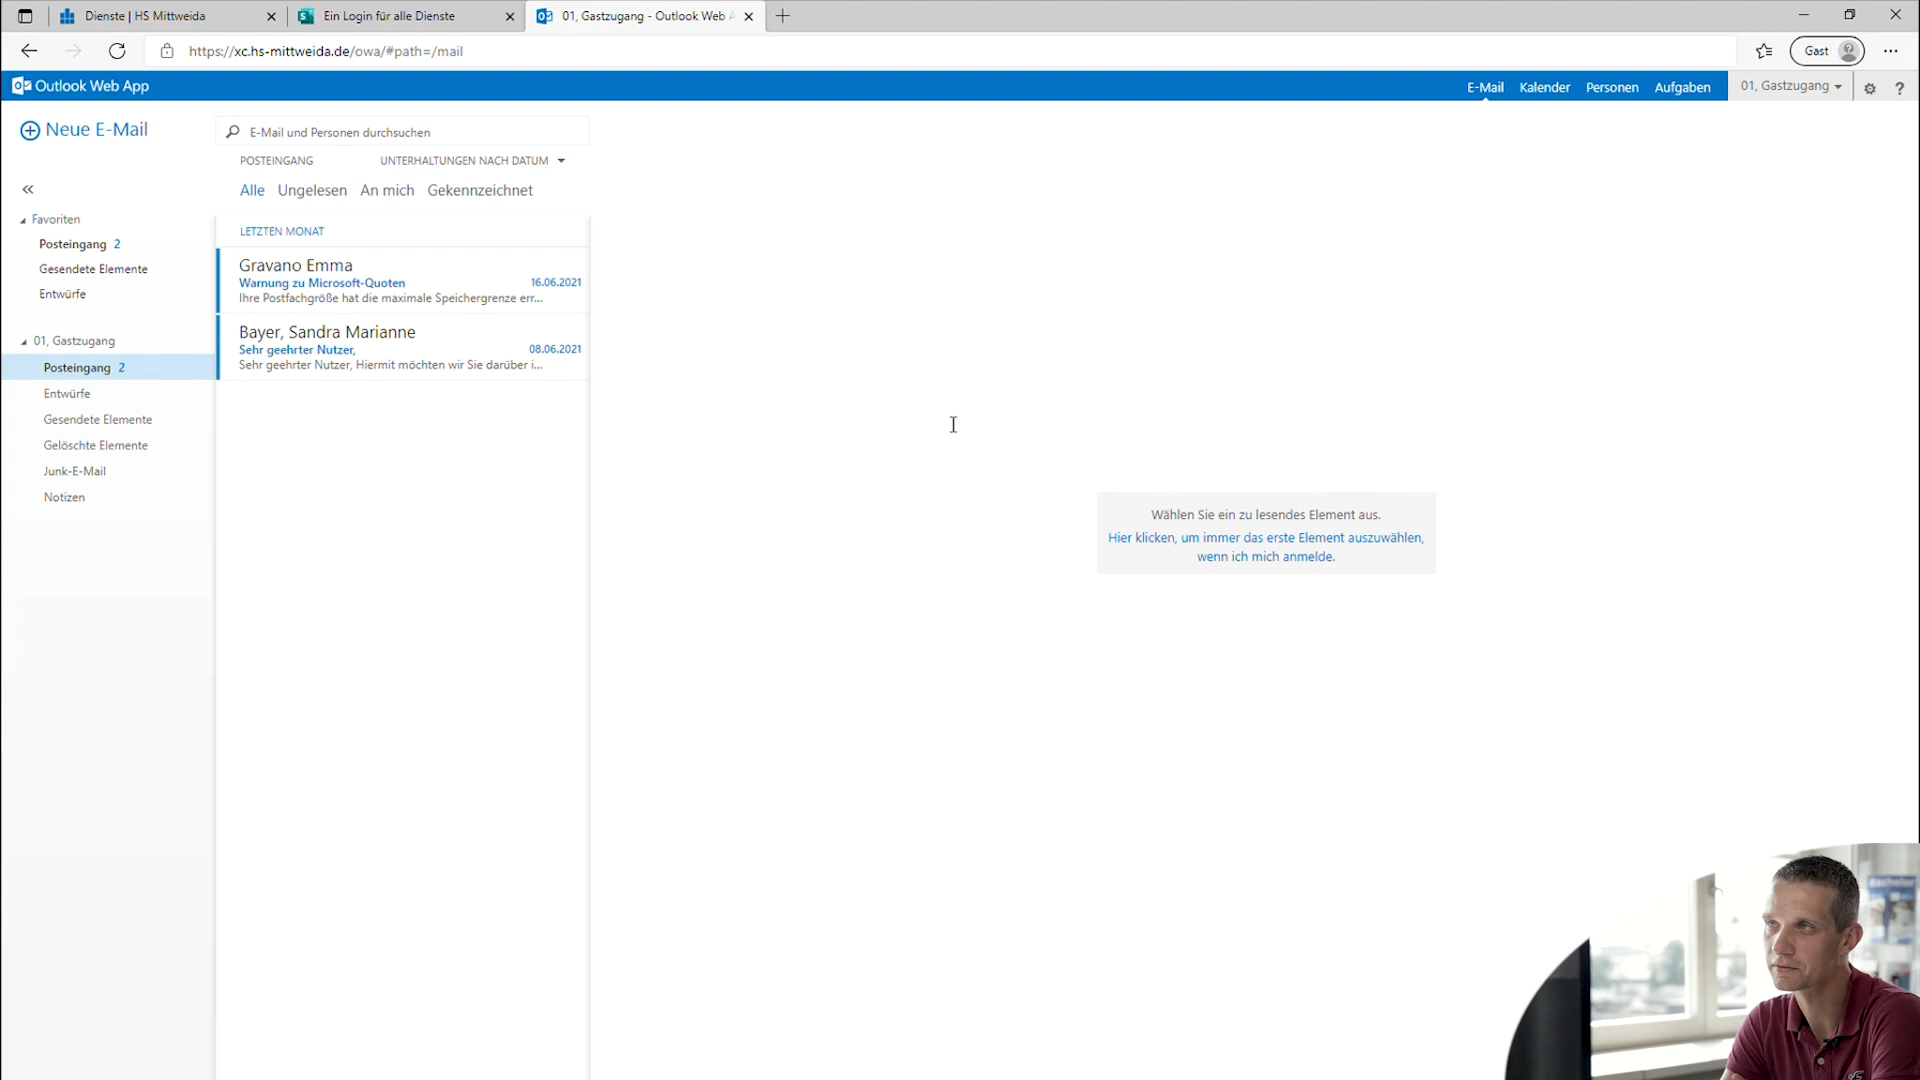 Dienste | HS Mittweida
Ein Login für alle Dienste
01, Gastzugang - Outlook Web
https://xc.hs-mittweida.de/owa/#path=/mail
Gast
Outlook Web App
E-Mail Kalender Personen Aufgaben
01, Gastzugang
?
Neue E-Mail
E-Mail und Personen durchsuchen
POSTEINGANG
UNTERHALTUNGEN NACH DATUM
Alle Ungelesen An mich Gekennzeichnet
Favoriten
Posteingang 2
Gesendete Elemente
Entwürfe
01, Gastzugang
Posteingang 2
Entwürfe
Gesendete Elemente
Gelöschte Elemente
Junk-E-Mail
Notizen
LETZTEN MONAT
Gravano Emma
Warnung zu Microsoft-Quoten 16.06.2021
Ihre Postfachgröße hat die maximale Speichergrenze err...
Bayer, Sandra Marianne
Sehr geehrter Nutzer, 08.06.2021
Sehr geehrter Nutzer, Hiermit möchten wir Sie darüber i...
Wählen Sie ein zu lesendes Element aus.
Hier klicken, um immer das erste Element auszuwählen,
wenn ich mich anmelde.